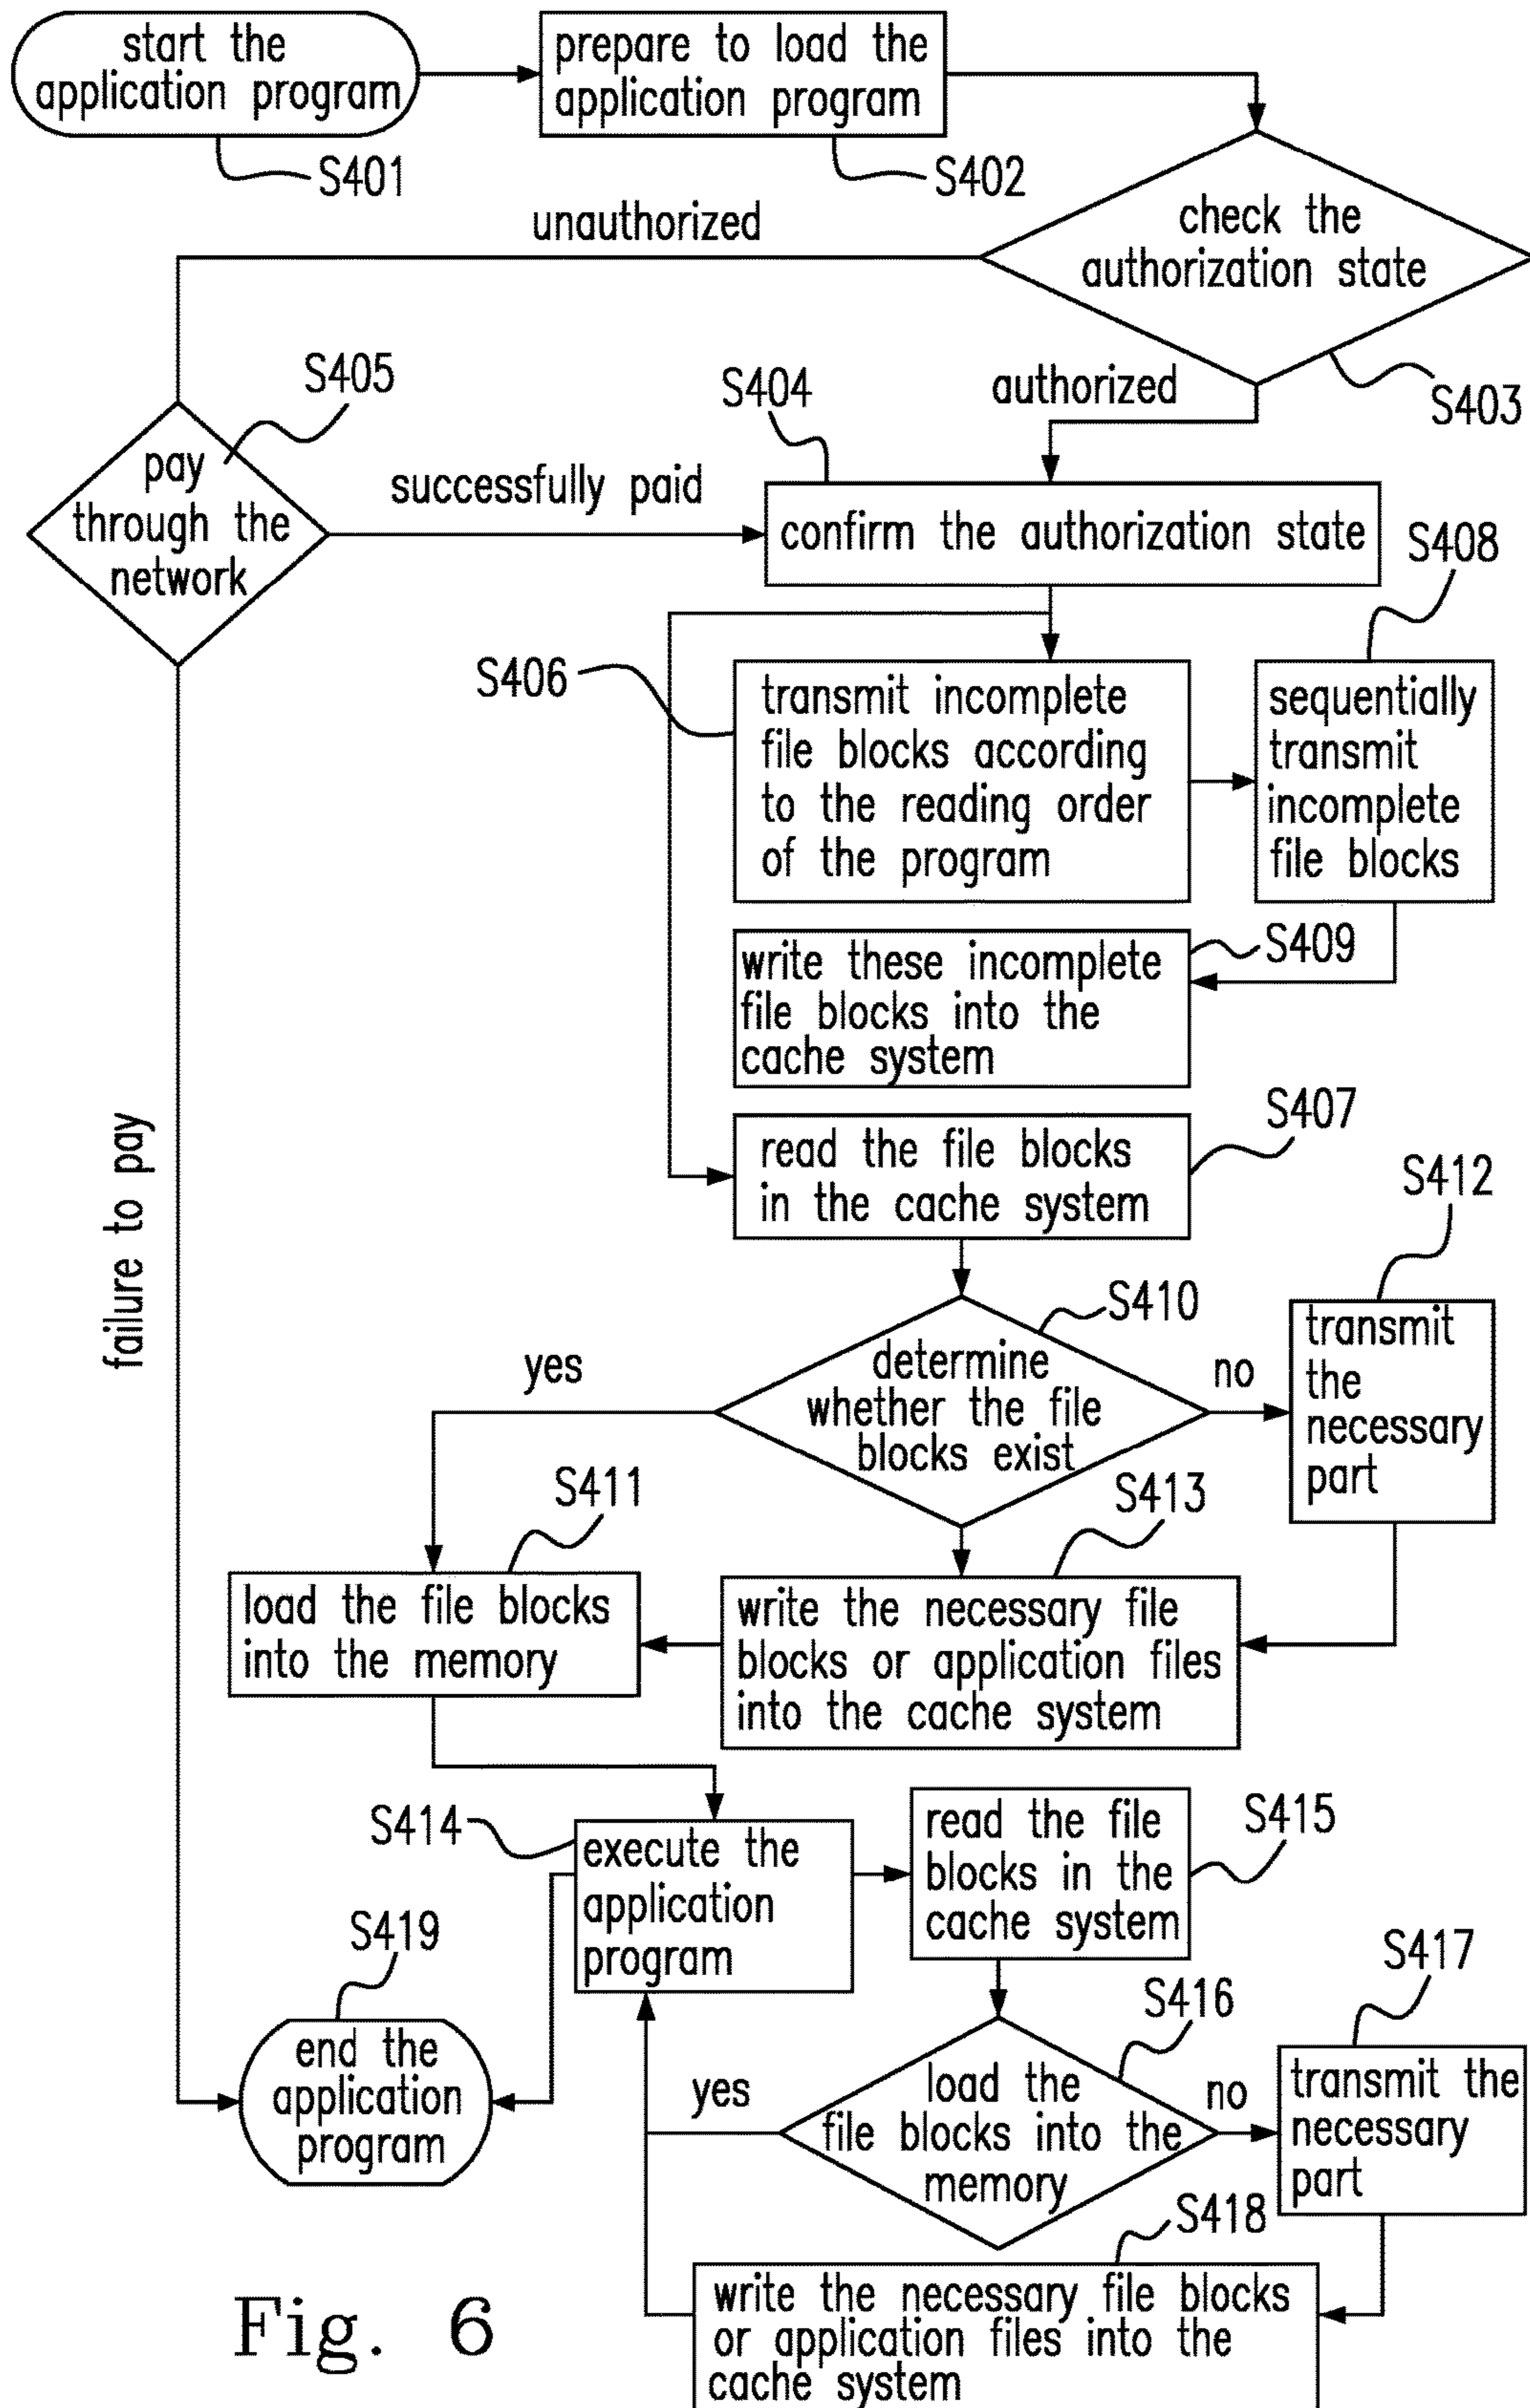 start the
application program
S401
prepare to load the
application program
S402
check the
authorization state
S403
unauthorized
authorized
S404
S405
pay
through the
network
successfully paid
confirm the authorization state
S408
S406
transmit incomplete
file blocks according
to the reading order
of the program
sequentially
transmit
incomplete
file blocks
S409
write these incomplete
file blocks into the
cache system
S407
read the file blocks
in the cache system
failure to pay
S412
S410
determine
whether the file
blocks exist
yes
no
transmit
the
necessary
part
S411
S413
load the file blocks
into the memory
write the necessary file
blocks or application files
into the cache system
S414
execute the
application
program
read the file
blocks in the
cache system
S415
S419
end the
application
program
S416
S417
load the
file blocks into the
memory
yes
no
transmit the
necessary
part
S418
write the necessary file blocks
or application files into the
cache system
Fig. 6